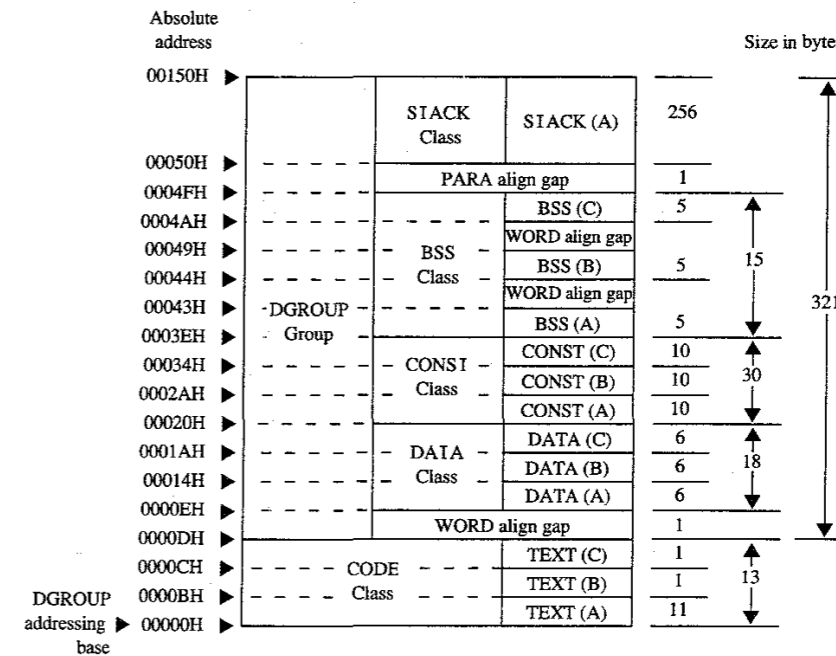 Absolute
address
Size in byte
00150H
STACK
Class
STACK (A)
256
00050H
PARA align gap
1
0004FH
BSS (C)
5
0004AH
WORD align gap
00049H
BSS
Class
BSS (B)
5
15
00044H
WORD align gap
00043H
DGROUP
Group
321
BSS (A)
5
0003EH
CONST (C)
10
00034H
CONST
Class
CONST (B)
10
30
0002AH
CONST (A)
10
00020H
DATA (C)
6
0001AH
DATA
Class
DATA (B)
6
18
00014H
DATA (A)
6
0000EH
WORD align gap
1
0000DH
TEXT (C)
1
0000CH
CODE
Class
TEXT (B)
1
13
0000BH
TEXT (A)
11
DGROUP
addressing
base
00000H